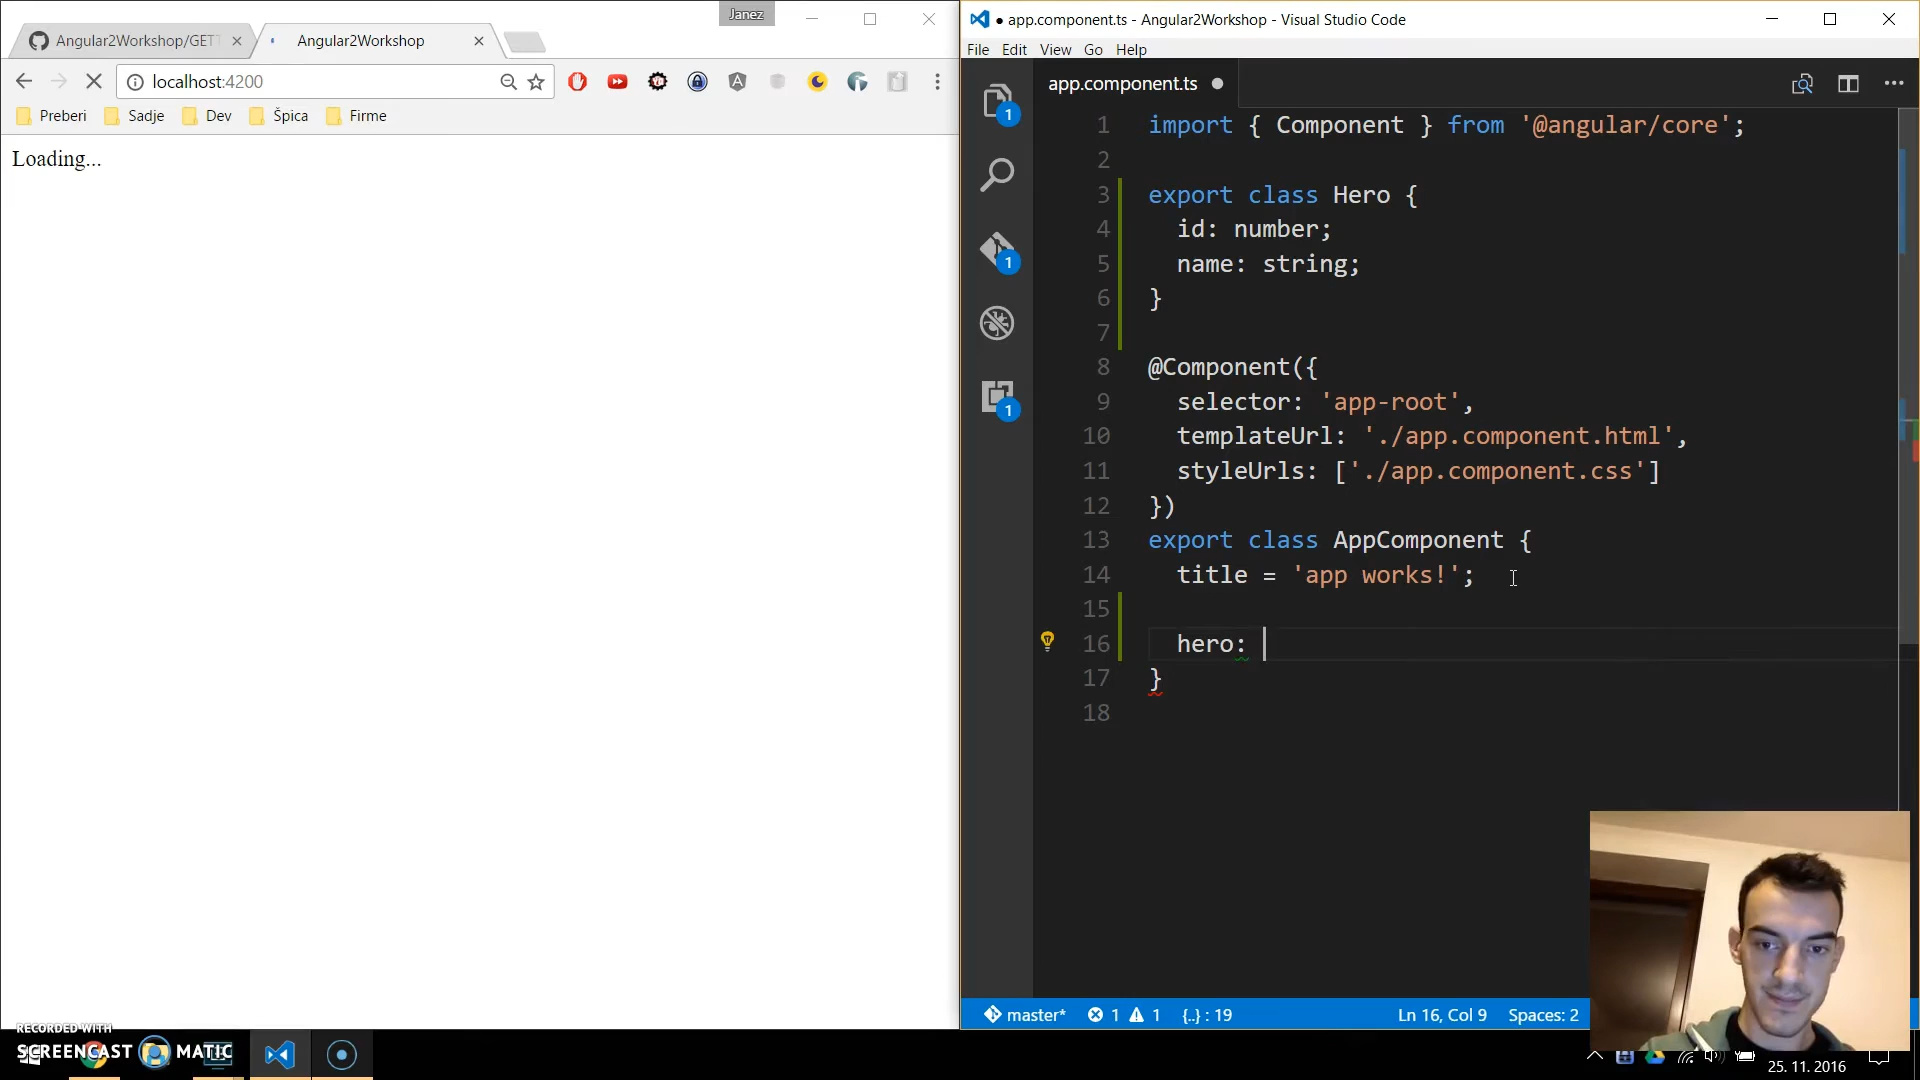 Janez
Angular2Workshop/GETT
Angular2Workshop
localhost:4200
Preberi
Sadje
Dev
Špica
Firme
Loading...
● app.component.ts - Angular2Workshop - Visual Studio Code
File Edit View Go Help
app.component.ts
1 import { Component } from '@angular/core';
2
3 export class Hero {
4 id: number;
5 name: string;
6 }
7
8 @Component({
9 selector: 'app-root',
10 templateUrl: './app.component.html',
11 styleUrls: ['./app.component.css']
12 })
13 export class AppComponent {
14 title = 'app works!';
15
16 hero:
17 }
18
1
1
1
master* 1 1 {..} : 19 Ln 16, Col 9 Spaces: 2
RECORDED WITH
SCREENCAST MATIC
25. 11. 2016